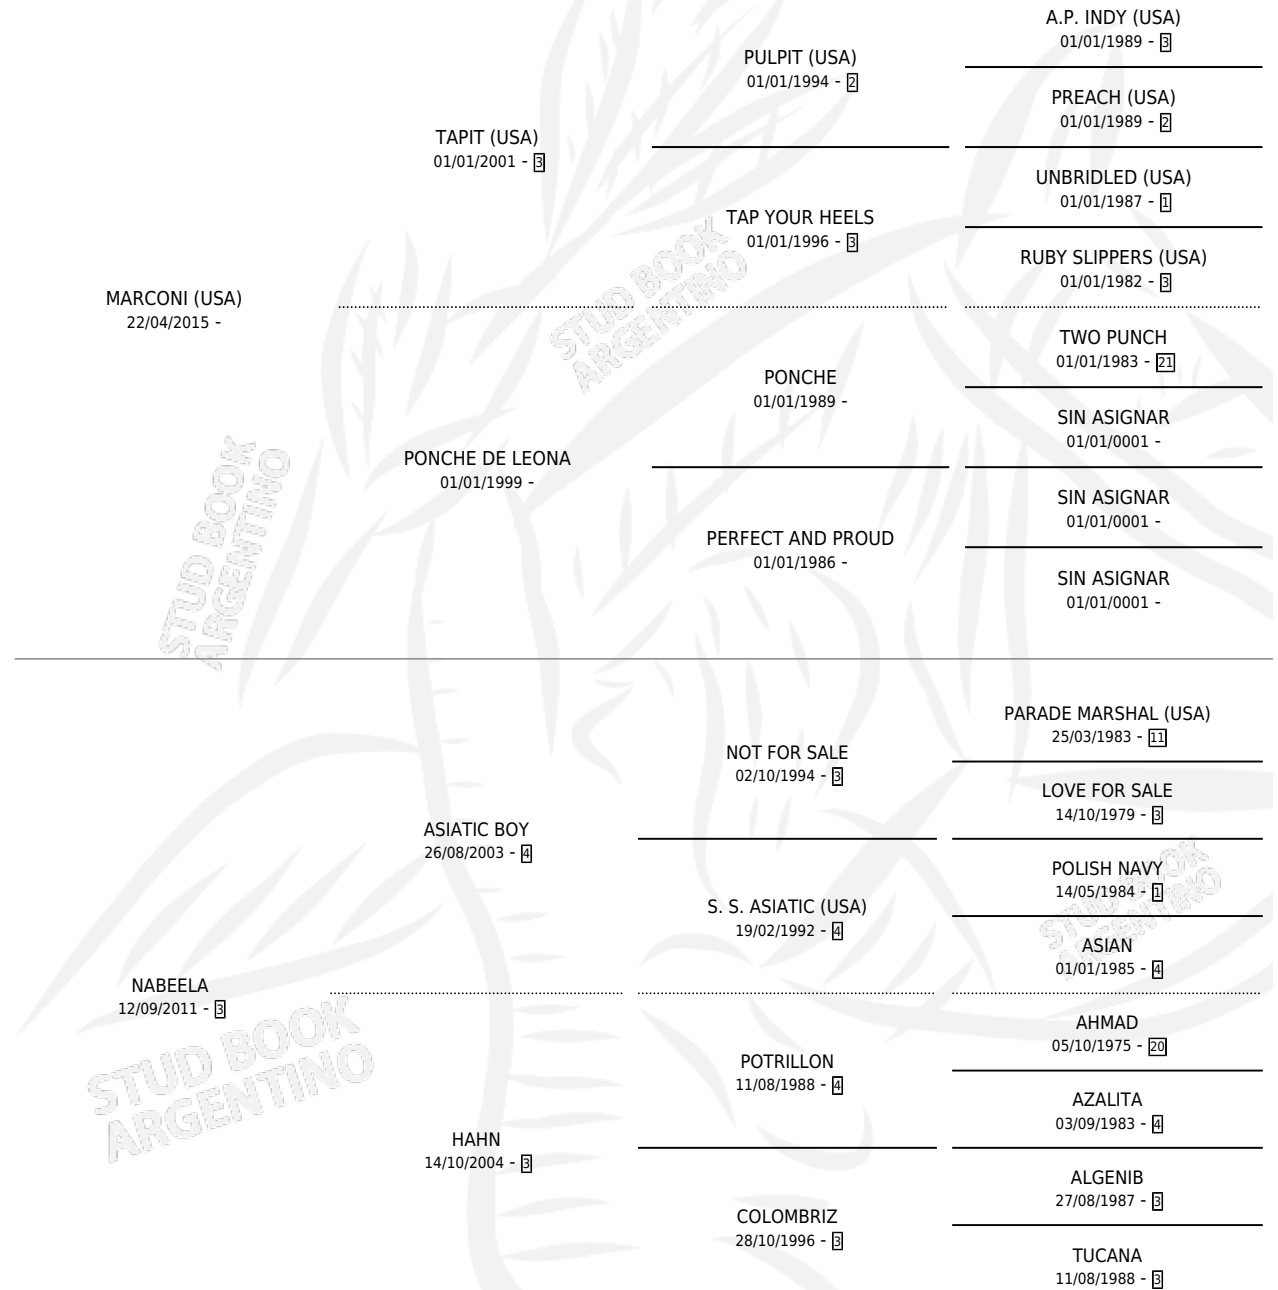 A.P. INDY (USA)
01/01/1989 - 3
PULPIT (USA)
01/01/1994 - 2
PREACH (USA)
01/01/1989 - 2
TAPIT (USA)
01/01/2001 - 3
UNBRIDLED (USA)
01/01/1987 - 1
TAP YOUR HEELS
01/01/1996 - 3
RUBY SLIPPERS (USA)
01/01/1982 - 3
MARCONI (USA)
22/04/2015 -
TWO PUNCH
01/01/1983 - 21
PONCHE
01/01/1989 -
SIN ASIGNAR
01/01/0001 -
PONCHE DE LEONA
01/01/1999 -
SIN ASIGNAR
01/01/0001 -
PERFECT AND PROUD
01/01/1986 -
SIN ASIGNAR
01/01/0001 -
PARADE MARSHAL (USA)
25/03/1983 - 11
NOT FOR SALE
02/10/1994 - 3
LOVE FOR SALE
14/10/1979 - 3
ASIATIC BOY
26/08/2003 - 4
POLISH NAVY
14/05/1984 - 1
S. S. ASIATIC (USA)
19/02/1992 - 4
ASIAN
01/01/1985 - 4
NABEELA
12/09/2011 - 3
AHMAD
05/10/1975 - 20
POTRILLON
11/08/1988 - 4
AZALITA
03/09/1983 - 4
HAHN
14/10/2004 - 3
ALGENIB
27/08/1987 - 3
COLOMBRIZ
28/10/1996 - 3
TUCANA
11/08/1988 - 3
STUD BOOK
ARGENTINO
STUD BOOK
ARGENTINO
STUD BOOK
ARGENTINO
STUD BOOK
ARGENTINO